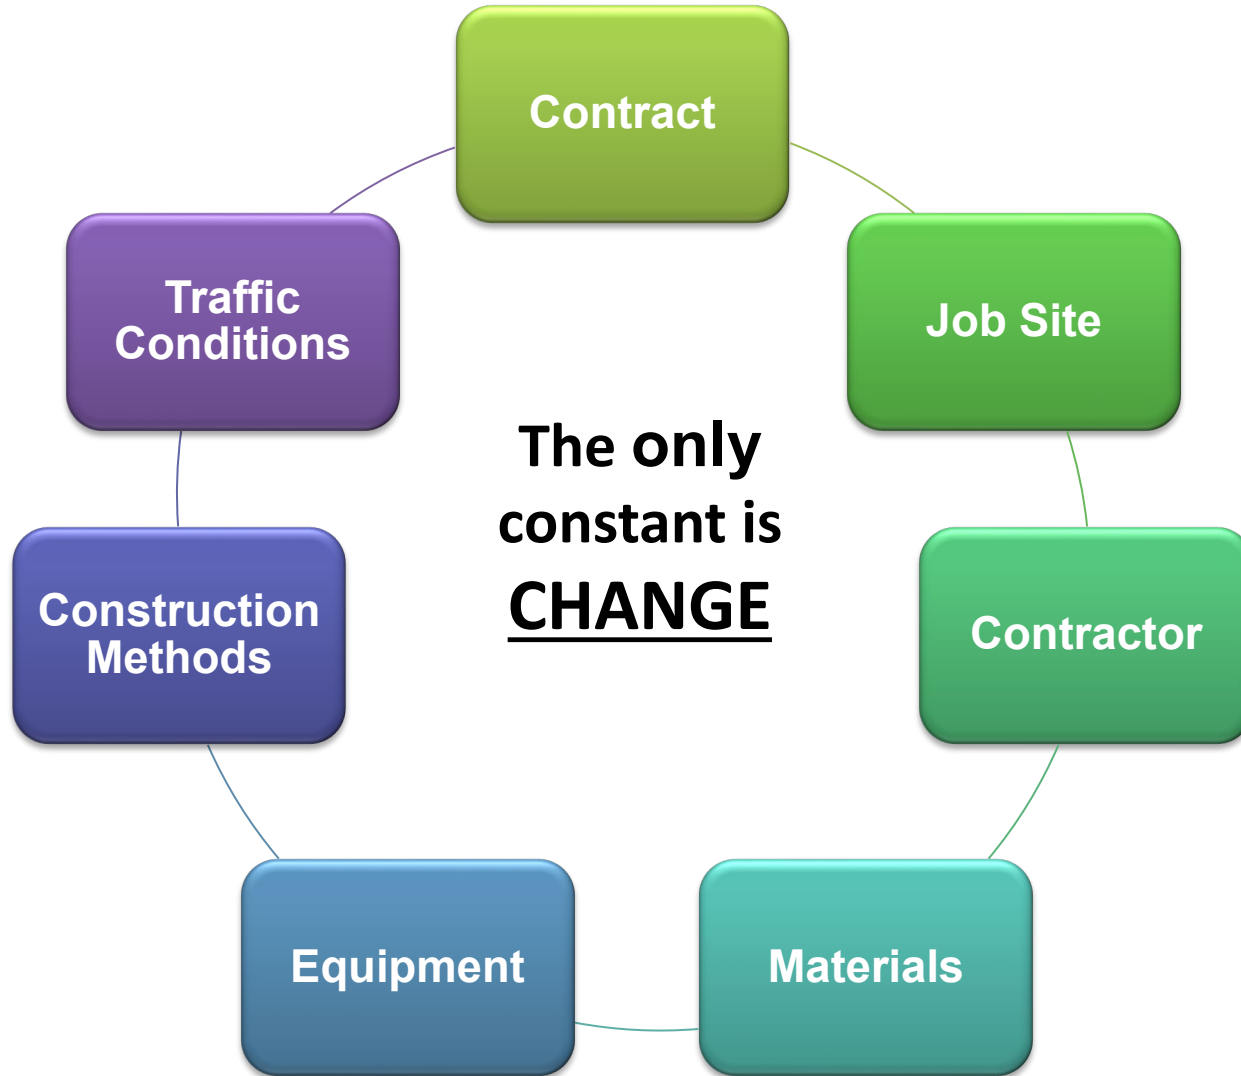 Contract
Traffic
Conditions
Job Site
The only
constant is
CHANGE
Construction
Methods
Contractor
Equipment
Materials